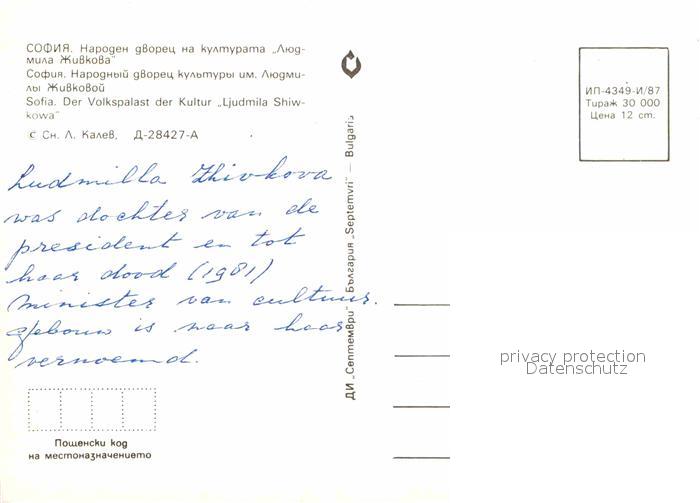 СОФИЯ. Народен дворец на културата „Люд-
мила Живкова“
София. Народный дворец культуры им. Людми-
лы Живковой
Sofia. Der Volkspalast der Kultur „Ljudmila Shiw-
kowa“
© Сн. Л. Калев, Д-28427-А
Ludmilla Zhivkova
was dochter van de
president en tot
haar dood (1981)
minister van cultuur.
Gebouw is naar haar
vernoemd.
Пощенски код
на местоназначението
ДИ „Септември“ България „Septemvri“ — Bulgaria
ИП-4349-И/87
Тираж 30 000
Цена 12 ст.
privacy protection
Datenschutz